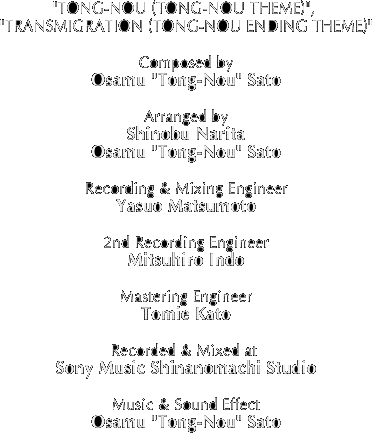 "TONG-NOU (TONG-NOU THEME)",
"TRANSMIGRATION (TONG-NOU ENDING THEME)"
Composed by
Osamu "Tong-Nou" Sato
Arranged by
Shinobu Narita
Osamu "Tong-Nou" Sato
Recording & Mixing Engineer
Yasuo Matsumoto
2nd Recording Engineer
Mitsuhiro Indo
Mastering Engineer
Tomie Kato
Recorded & Mixed at
Sony Music Shinanomachi Studio
Music & Sound Effect
Osamu "Tong-Nou" Sato